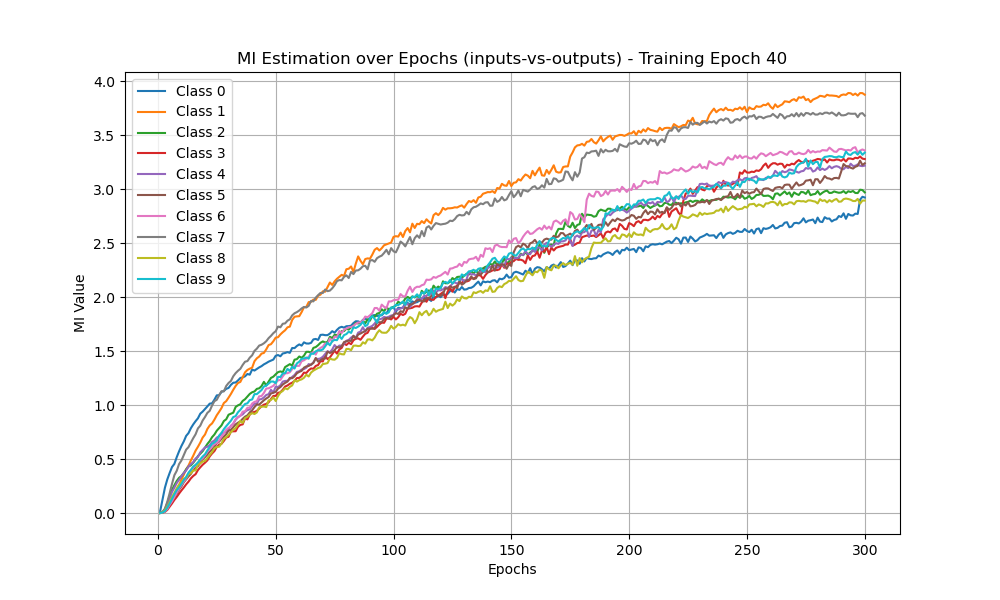 MI Estimation over Epochs (inputs-vs-outputs) - Training Epoch 40
4.0
3.5
3.0
2.5
2.0
1.5
1.0
0.5
0.0
MI Value
Class 0
Class 1
Class 2
Class 3
Class 4
Class 5
Class 6
Class 7
Class 8
Class 9
0 50 100 150 200 250 300
Epochs